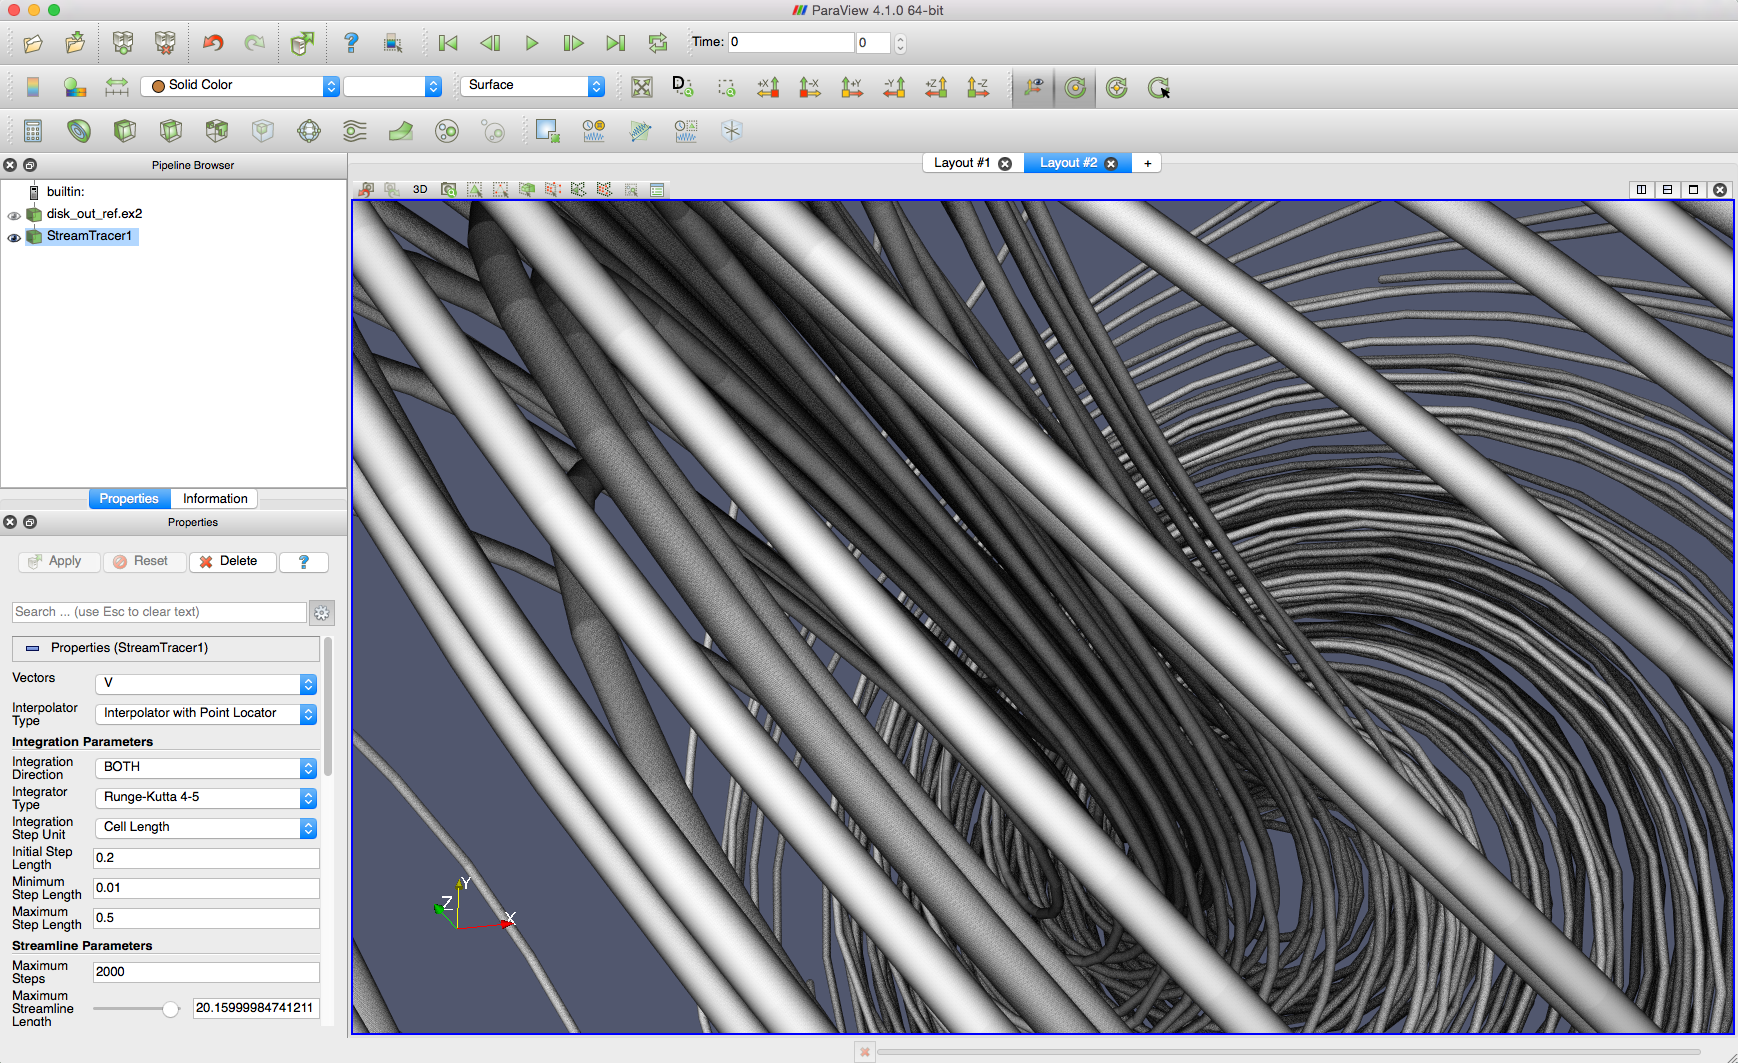 ParaView 4.1.0 64-bit
Time: 0 0
Solid Color Surface
D
+X -X +Y -Y +Z -Z
Pipeline Browser
builtin:
disk_out_ref.ex2
StreamTracer1
Layout #1 Layout #2 +
3D
Properties Information
Properties
Apply Reset Delete ?
Search ... (use Esc to clear text)
Properties (StreamTracer1)
Vectors V
Interpolator Type Interpolator with Point Locator
Integration Parameters
Integration Direction BOTH
Integrator Type Runge-Kutta 4-5
Integration Step Unit Cell Length
Initial Step Length 0.2
Minimum Step Length 0.01
Maximum Step Length 0.5
Streamline Parameters
Maximum Steps 2000
Maximum Streamline Length 20.15999984741211
Y
Z
X